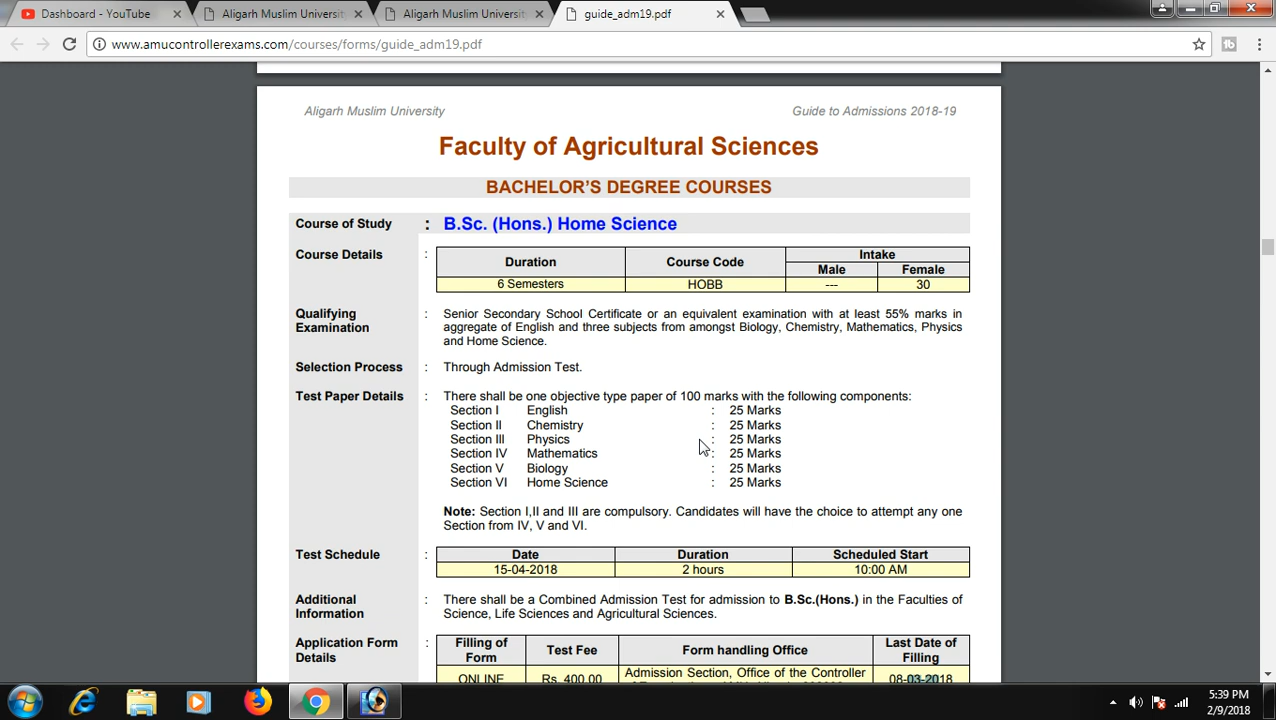 Dashboard - YouTube
Aligarh Muslim University
Aligarh Muslim University
guide_adm19.pdf
www.amucontrollerexams.com/courses/forms/guide_adm19.pdf
Aligarh Muslim University
Guide to Admissions 2018-19
Faculty of Agricultural Sciences
BACHELOR'S DEGREE COURSES
Course of Study : B.Sc. (Hons.) Home Science
Course Details :
Duration Course Code Intake
Male Female
6 Semesters HOBB --- 30
Qualifying : Senior Secondary School Certificate or an equivalent examination with at least 55% marks in
Examination aggregate of English and three subjects from amongst Biology, Chemistry, Mathematics, Physics
and Home Science.
Selection Process : Through Admission Test.
Test Paper Details : There shall be one objective type paper of 100 marks with the following components:
Section I English : 25 Marks
Section II Chemistry : 25 Marks
Section III Physics : 25 Marks
Section IV Mathematics : 25 Marks
Section V Biology : 25 Marks
Section VI Home Science : 25 Marks
Note: Section I,II and III are compulsory. Candidates will have the choice to attempt any one
Section from IV, V and VI.
Test Schedule : Date Duration Scheduled Start
15-04-2018 2 hours 10:00 AM
Additional : There shall be a Combined Admission Test for admission to B.Sc.(Hons.) in the Faculties of
Information Science, Life Sciences and Agricultural Sciences.
Application Form : Filling of Test Fee Form handling Office Last Date of
Details Form Filling
Admission Section, Office of the Controller
ONLINE Rs. 400.00 08-03-2018
5:39 PM
2/9/2018